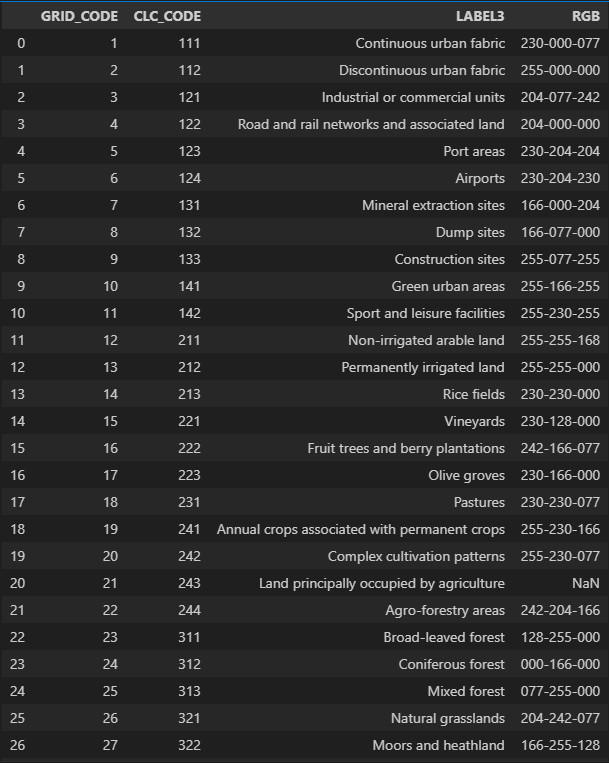 GRID_CODE CLC_CODE LABEL3 RGB
0 1 111 Continuous urban fabric 230-000-077
1 2 112 Discontinuous urban fabric 255-000-000
2 3 121 Industrial or commercial units 204-077-242
3 4 122 Road and rail networks and associated land 204-000-000
4 5 123 Port areas 230-204-204
5 6 124 Airports 230-204-230
6 7 131 Mineral extraction sites 166-000-204
7 8 132 Dump sites 166-077-000
8 9 133 Construction sites 255-077-255
9 10 141 Green urban areas 255-166-255
10 11 142 Sport and leisure facilities 255-230-255
11 12 211 Non-irrigated arable land 255-255-168
12 13 212 Permanently irrigated land 255-255-000
13 14 213 Rice fields 230-230-000
14 15 221 Vineyards 230-128-000
15 16 222 Fruit trees and berry plantations 242-166-077
16 17 223 Olive groves 230-166-000
17 18 231 Pastures 230-230-077
18 19 241 Annual crops associated with permanent crops 255-230-166
19 20 242 Complex cultivation patterns 255-230-077
20 21 243 Land principally occupied by agriculture NaN
21 22 244 Agro-forestry areas 242-204-166
22 23 311 Broad-leaved forest 128-255-000
23 24 312 Coniferous forest 000-166-000
24 25 313 Mixed forest 077-255-000
25 26 321 Natural grasslands 204-242-077
26 27 322 Moors and heathland 166-255-128